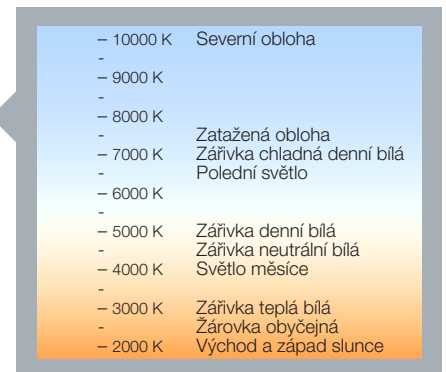 – 10000 K Severní obloha
-
– 9000 K
-
– 8000 K
- Zatažená obloha
– 7000 K Zářivka chladná denní bílá
- Polední světlo
– 6000 K
-
– 5000 K Zářivka denní bílá
- Zářivka neutrální bílá
– 4000 K Světlo měsíce
-
– 3000 K Zářivka teplá bílá
- Žárovka obyčejná
– 2000 K Východ a západ slunce